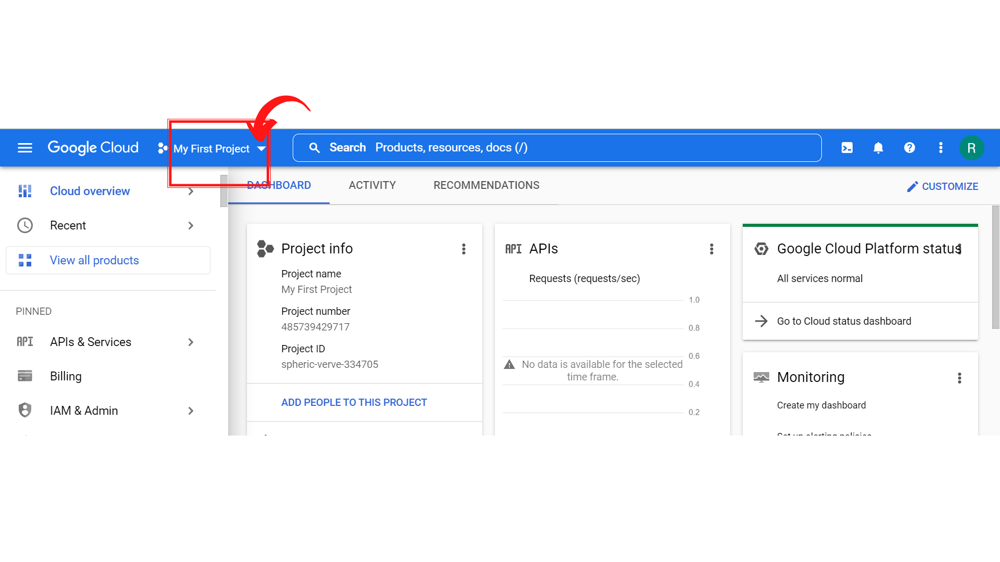 Google Cloud
My First Project
Search Products, resources, docs (/)
R
Cloud overview
Recent
View all products
PINNED
API APIs & Services
Billing
IAM & Admin
DASHBOARD
ACTIVITY
RECOMMENDATIONS
CUSTOMIZE
Project info
Project name
My First Project
Project number
485739429717
Project ID
spheric-verve-334705
ADD PEOPLE TO THIS PROJECT
API APIs
Requests (requests/sec)
1.0
0.8
0.6
No data is available for the selected
time frame.
0.4
0.2
Google Cloud Platform status
All services normal
Go to Cloud status dashboard
Monitoring
Create my dashboard
Set up alerting policies